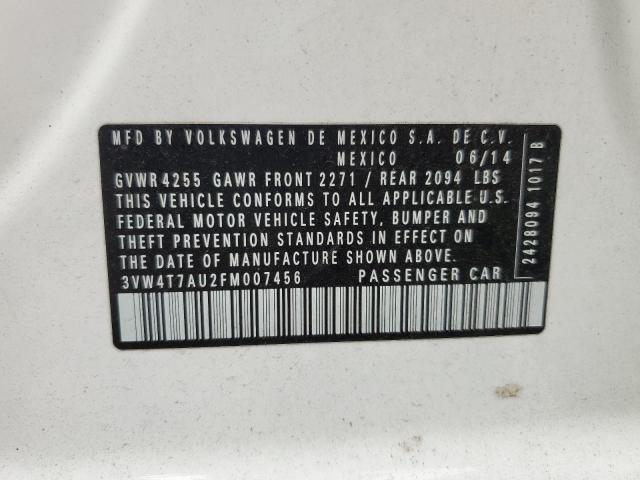 MFD BY VOLKSWAGEN DE MEXICO S.A. DE C.V.
MEXICO 06/14
GVWR 4255 GAWR FRONT 2271 / REAR 2094 LBS
THIS VEHICLE CONFORMS TO ALL APPLICABLE U.S.
FEDERAL MOTOR VEHICLE SAFETY, BUMPER AND
THEFT PREVENTION STANDARDS IN EFFECT ON
THE DATE OF MANUFACTURE SHOWN ABOVE.
3VW4T7AU2FM007456 PASSENGER CAR
2428094 1017 B